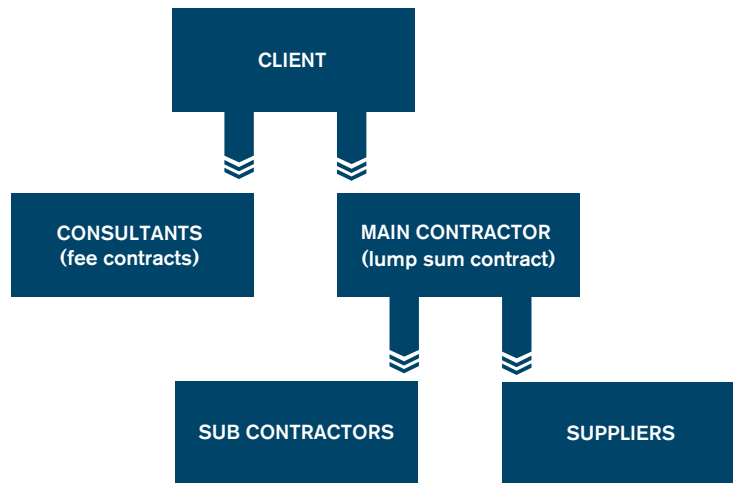 CLIENT
CONSULTANTS
(fee contracts)
MAIN CONTRACTOR
(lump sum contract)
SUB CONTRACTORS
SUPPLIERS